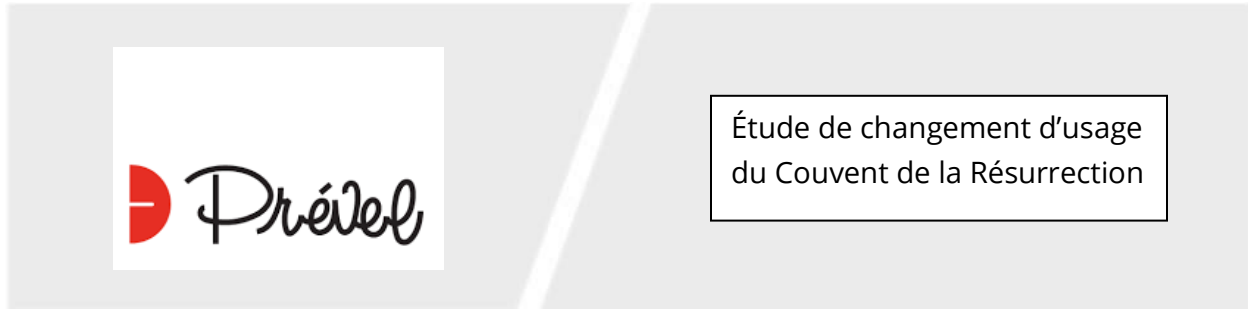 Prével
Étude de changement d’usage
du Couvent de la Résurrection